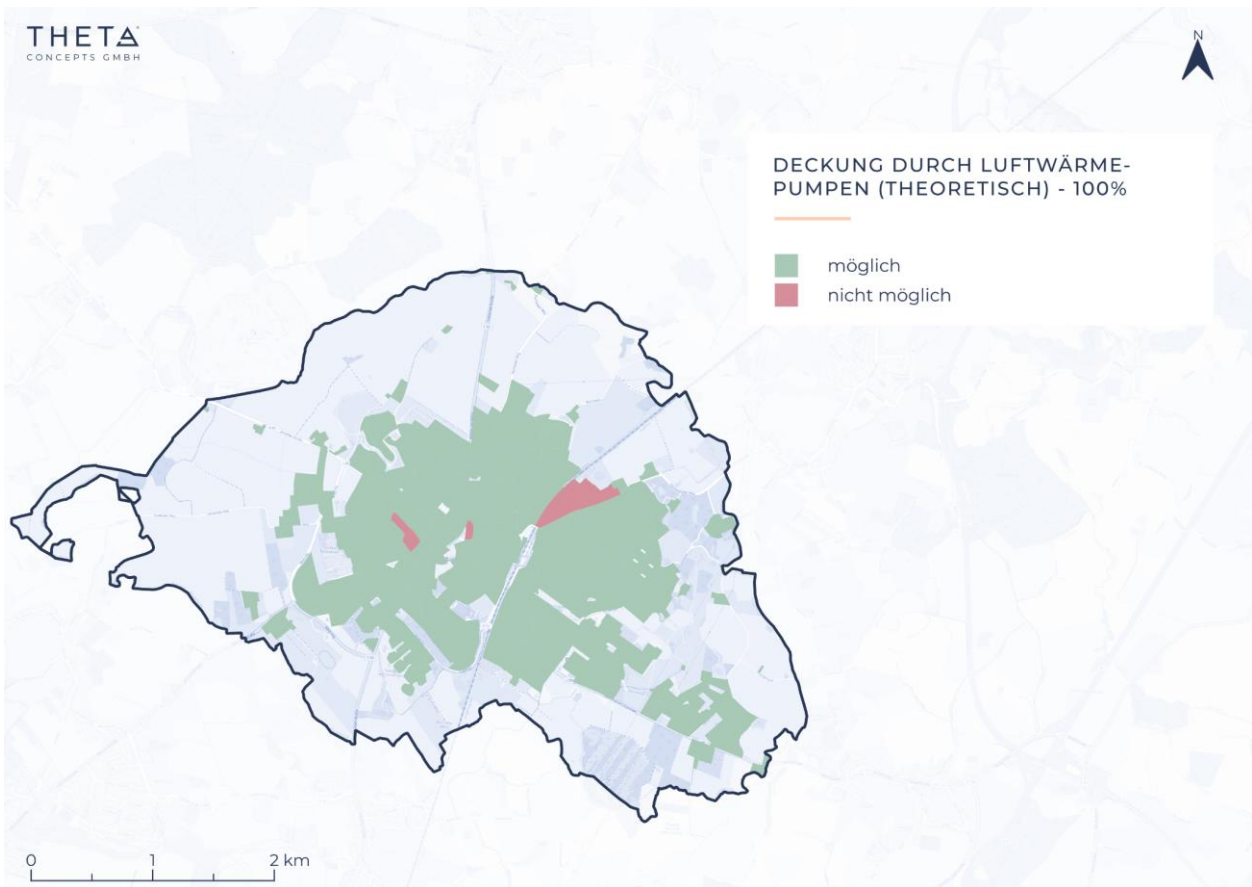 THETA
CONCEPTS GMBH
N
DECKUNG DURCH LUFTWÄRME-
PUMPEN (THEORETISCH) - 100%
möglich
nicht möglich
0 1 2 km